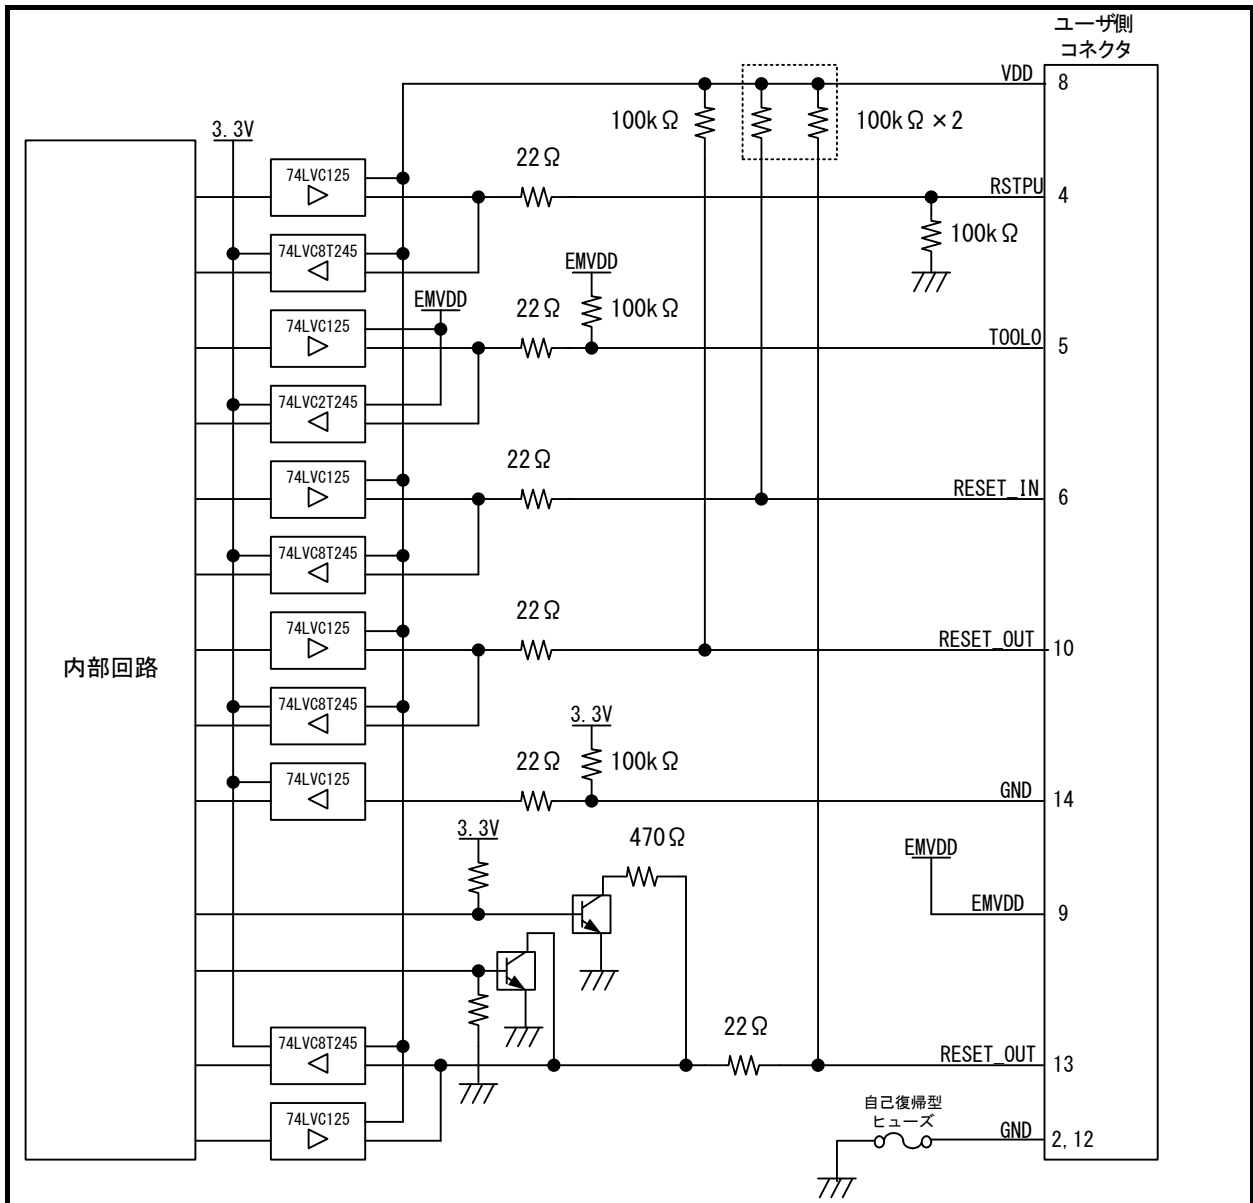 ユーザ側
コネクタ
VDD 8
3.3V
100kΩ
100kΩ×2
74LVC125
22Ω
RSTPU 4
100kΩ
74LVC8T245
EMVDD
EMVDD
74LVC125
22Ω
100kΩ
TOOL0 5
74LVC2T245
74LVC125
22Ω
RESET_IN 6
74LVC8T245
74LVC125
22Ω
RESET_OUT 10
内部回路
74LVC8T245
3.3V
74LVC125
22Ω
100kΩ
GND 14
3.3V
470Ω
EMVDD
EMVDD 9
74LVC8T245
22Ω
RESET_OUT 13
自己復帰型
ヒューズ
74LVC125
GND 2,12